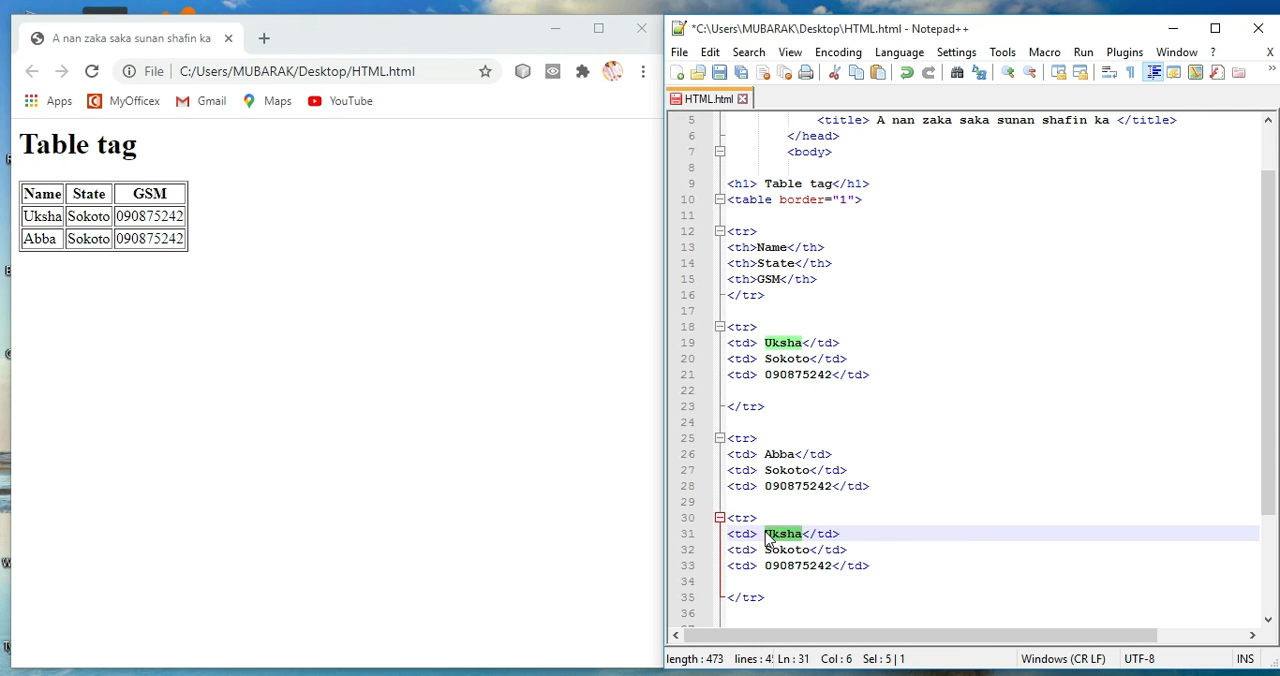 A nan zaka saka sunan shafin ka
File C:/Users/MUBARAK/Desktop/HTML.html
Apps MyOfficex Gmail Maps YouTube
Table tag
Name State GSM
Uksha Sokoto 090875242
Abba Sokoto 090875242
*C:\Users\MUBARAK\Desktop\HTML.html - Notepad++
File Edit Search View Encoding Language Settings Tools Macro Run Plugins Window ? X
HTML.html
5 <title> A nan zaka saka sunan shafin ka </title>
6 </head>
7 <body>
8
9 <h1> Table tag</h1>
10 <table border="1">
11
12 <tr>
13 <th>Name</th>
14 <th>State</th>
15 <th>GSM</th>
16 </tr>
17
18 <tr>
19 <td> Uksha</td>
20 <td> Sokoto</td>
21 <td> 090875242</td>
22
23 </tr>
24
25 <tr>
26 <td> Abba</td>
27 <td> Sokoto</td>
28 <td> 090875242</td>
29
30 <tr>
31 <td> Uksha</td>
32 <td> Sokoto</td>
33 <td> 090875242</td>
34
35 </tr>
36
length : 473 lines : 4 Ln : 31 Col : 6 Sel : 5 | 1 Windows (CR LF) UTF-8 INS